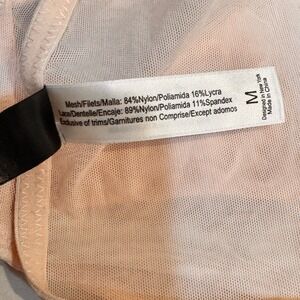 Mesh/Filets/Malla: 84%Nylon/Poliamida 16%Lycra
Lace/Dentelle/Encaje: 89%Nylon/Poliamida 11%Spandex
Exclusive of trims/Garnitures non Comprise/Except adornos
M
Designed in New York
Made in China